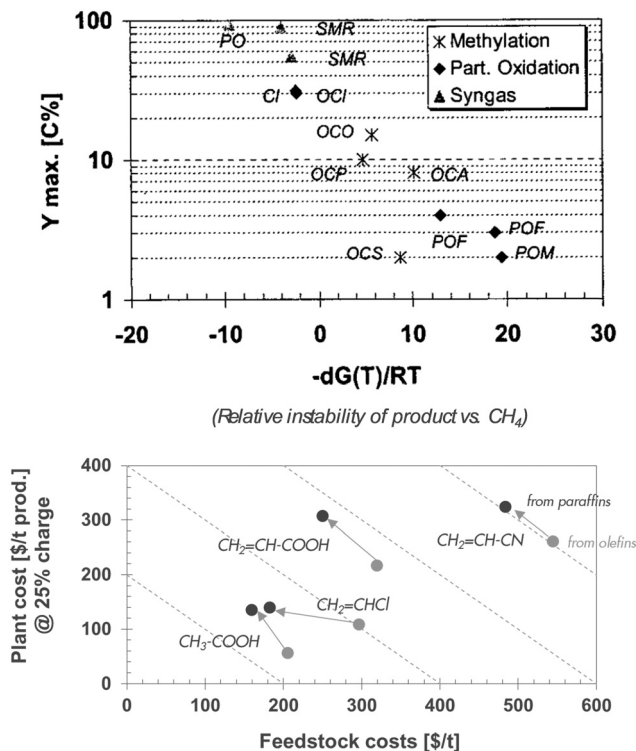 Y max. [C%]
100
10
1
PO
SMR
SMR
CI
OCI
OCO
OCP
OCA
POF
POF
OCS
POM
Methylation
Part. Oxidation
Syngas
-20
-10
0
10
20
30
-dG(T)/RT
(Relative instability of product vs. CH₄)
Plant cost [$/t prod.]
@ 25% charge
400
300
200
100
0
from paraffins
CH₂=CH-COOH
CH₂=CH-CN
from olefins
CH₂=CHCl
CH₃-COOH
0
100
200
300
400
500
600
Feedstock costs [$/t]